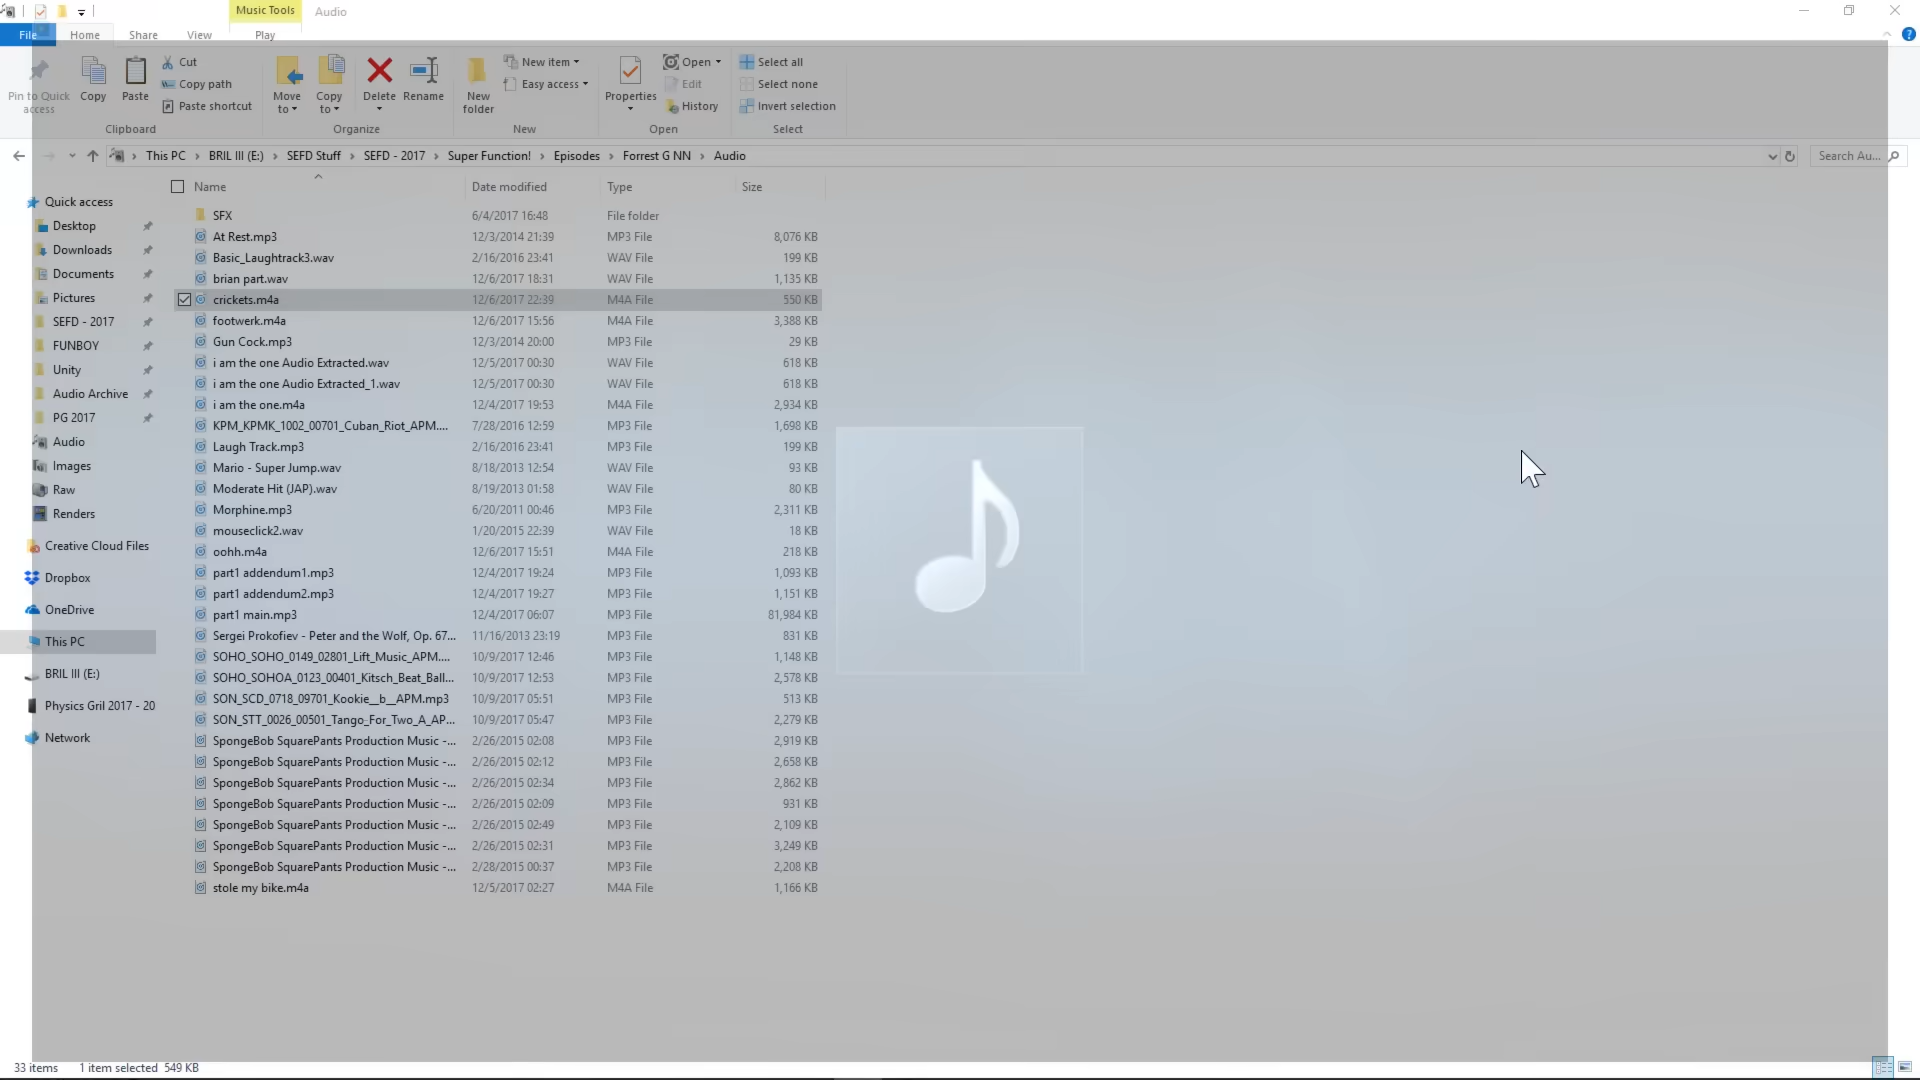 Music Tools
Audio
File
Home
Share
View
Play
Pin to Quick access
Copy
Paste
Cut
Copy path
Paste shortcut
Clipboard
Move to
Copy to
Delete
Rename
Organize
New folder
New item
Easy access
New
Properties
Open
Edit
History
Open
Select all
Select none
Invert selection
Select
This PC > BRIL III (E:) > SEFD Stuff > SEFD - 2017 > Super Function! > Episodes > Forrest G NN > Audio
Search Au...
Name Date modified Type Size
Quick access
Desktop
Downloads
Documents
Pictures
SEFD - 2017
FUNBOY
Unity
Audio Archive
PG 2017
Audio
Images
Raw
Renders
Creative Cloud Files
Dropbox
OneDrive
This PC
BRIL III (E:)
Physics Gril 2017 - 20
Network
SFX 6/4/2017 16:48 File folder
At Rest.mp3 12/3/2014 21:39 MP3 File 8,076 KB
Basic_Laughtrack3.wav 2/16/2016 23:41 WAV File 199 KB
brian part.wav 12/6/2017 18:31 WAV File 1,135 KB
crickets.m4a 12/6/2017 22:39 M4A File 550 KB
footwerk.m4a 12/6/2017 15:56 M4A File 3,388 KB
Gun Cock.mp3 12/3/2014 20:00 MP3 File 29 KB
i am the one Audio Extracted.wav 12/5/2017 00:30 WAV File 618 KB
i am the one Audio Extracted_1.wav 12/5/2017 00:30 WAV File 618 KB
i am the one.m4a 12/4/2017 19:53 M4A File 2,934 KB
KPM_KPMK_1002_00701_Cuban_Riot_APM.... 7/28/2016 12:59 MP3 File 1,698 KB
Laugh Track.mp3 2/16/2016 23:41 MP3 File 199 KB
Mario - Super Jump.wav 8/18/2013 12:54 WAV File 93 KB
Moderate Hit (JAP).wav 8/19/2013 01:58 WAV File 80 KB
Morphine.mp3 6/20/2011 00:46 MP3 File 2,311 KB
mouseclick2.wav 1/20/2015 22:39 WAV File 18 KB
oohh.m4a 12/6/2017 15:51 M4A File 218 KB
part1 addendum1.mp3 12/4/2017 19:24 MP3 File 1,093 KB
part1 addendum2.mp3 12/4/2017 19:27 MP3 File 1,151 KB
part1 main.mp3 12/4/2017 06:07 MP3 File 81,984 KB
Sergei Prokofiev - Peter and the Wolf, Op. 67... 11/16/2013 23:19 MP3 File 831 KB
SOHO_SOHO_0149_02801_Lift_Music_APM.... 10/9/2017 12:46 MP3 File 1,148 KB
SOHO_SOHOA_0123_00401_Kitsch_Beat_Ball... 10/9/2017 12:53 MP3 File 2,578 KB
SON_SCD_0718_09701_Kookie__b__APM.mp3 10/9/2017 05:51 MP3 File 513 KB
SON_STT_0026_00501_Tango-For_Two_A_AP... 10/9/2017 05:47 MP3 File 2,279 KB
SpongeBob SquarePants Production Music -... 2/26/2015 02:08 MP3 File 2,919 KB
SpongeBob SquarePants Production Music -... 2/26/2015 02:12 MP3 File 2,658 KB
SpongeBob SquarePants Production Music -... 2/26/2015 02:34 MP3 File 2,862 KB
SpongeBob SquarePants Production Music -... 2/26/2015 02:09 MP3 File 931 KB
SpongeBob SquarePants Production Music -... 2/26/2015 02:49 MP3 File 2,109 KB
SpongeBob SquarePants Production Music -... 2/26/2015 02:31 MP3 File 3,249 KB
SpongeBob SquarePants Production Music -... 2/28/2015 00:37 MP3 File 2,208 KB
stole my bike.m4a 12/5/2017 02:27 M4A File 1,166 KB
33 items 1 item selected 549 KB